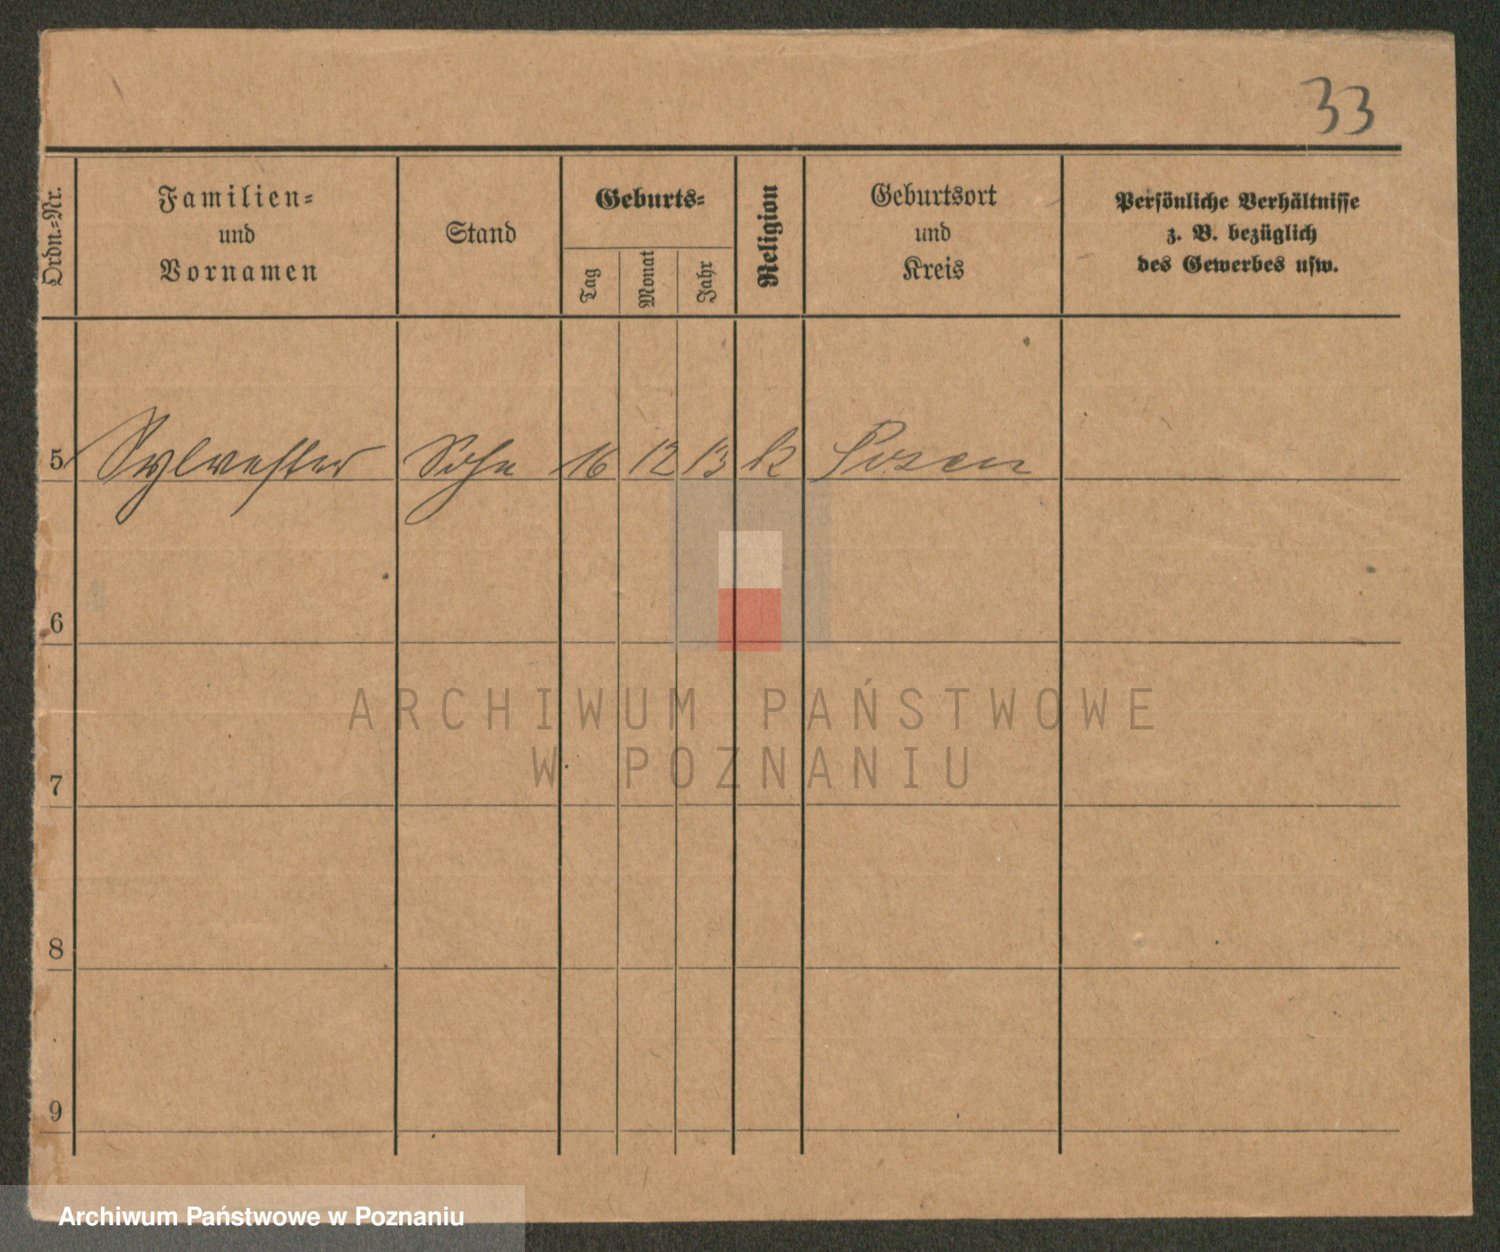 33
Ordn.-Nr.
Familien-
und
Vornamen
Stand
Geburts-
Tag
Monat
Jahr
Religion
Geburtsort
und
Kreis
Persönliche Verhältnisse
z. B. bezüglich
des Gewerbes usw.
5 Sylvester Sohn 16 12 13 k Posen
6
7
8
9
ARCHIWUM PAŃSTWOWE
W POZNANIU
Archiwum Państwowe w Poznaniu